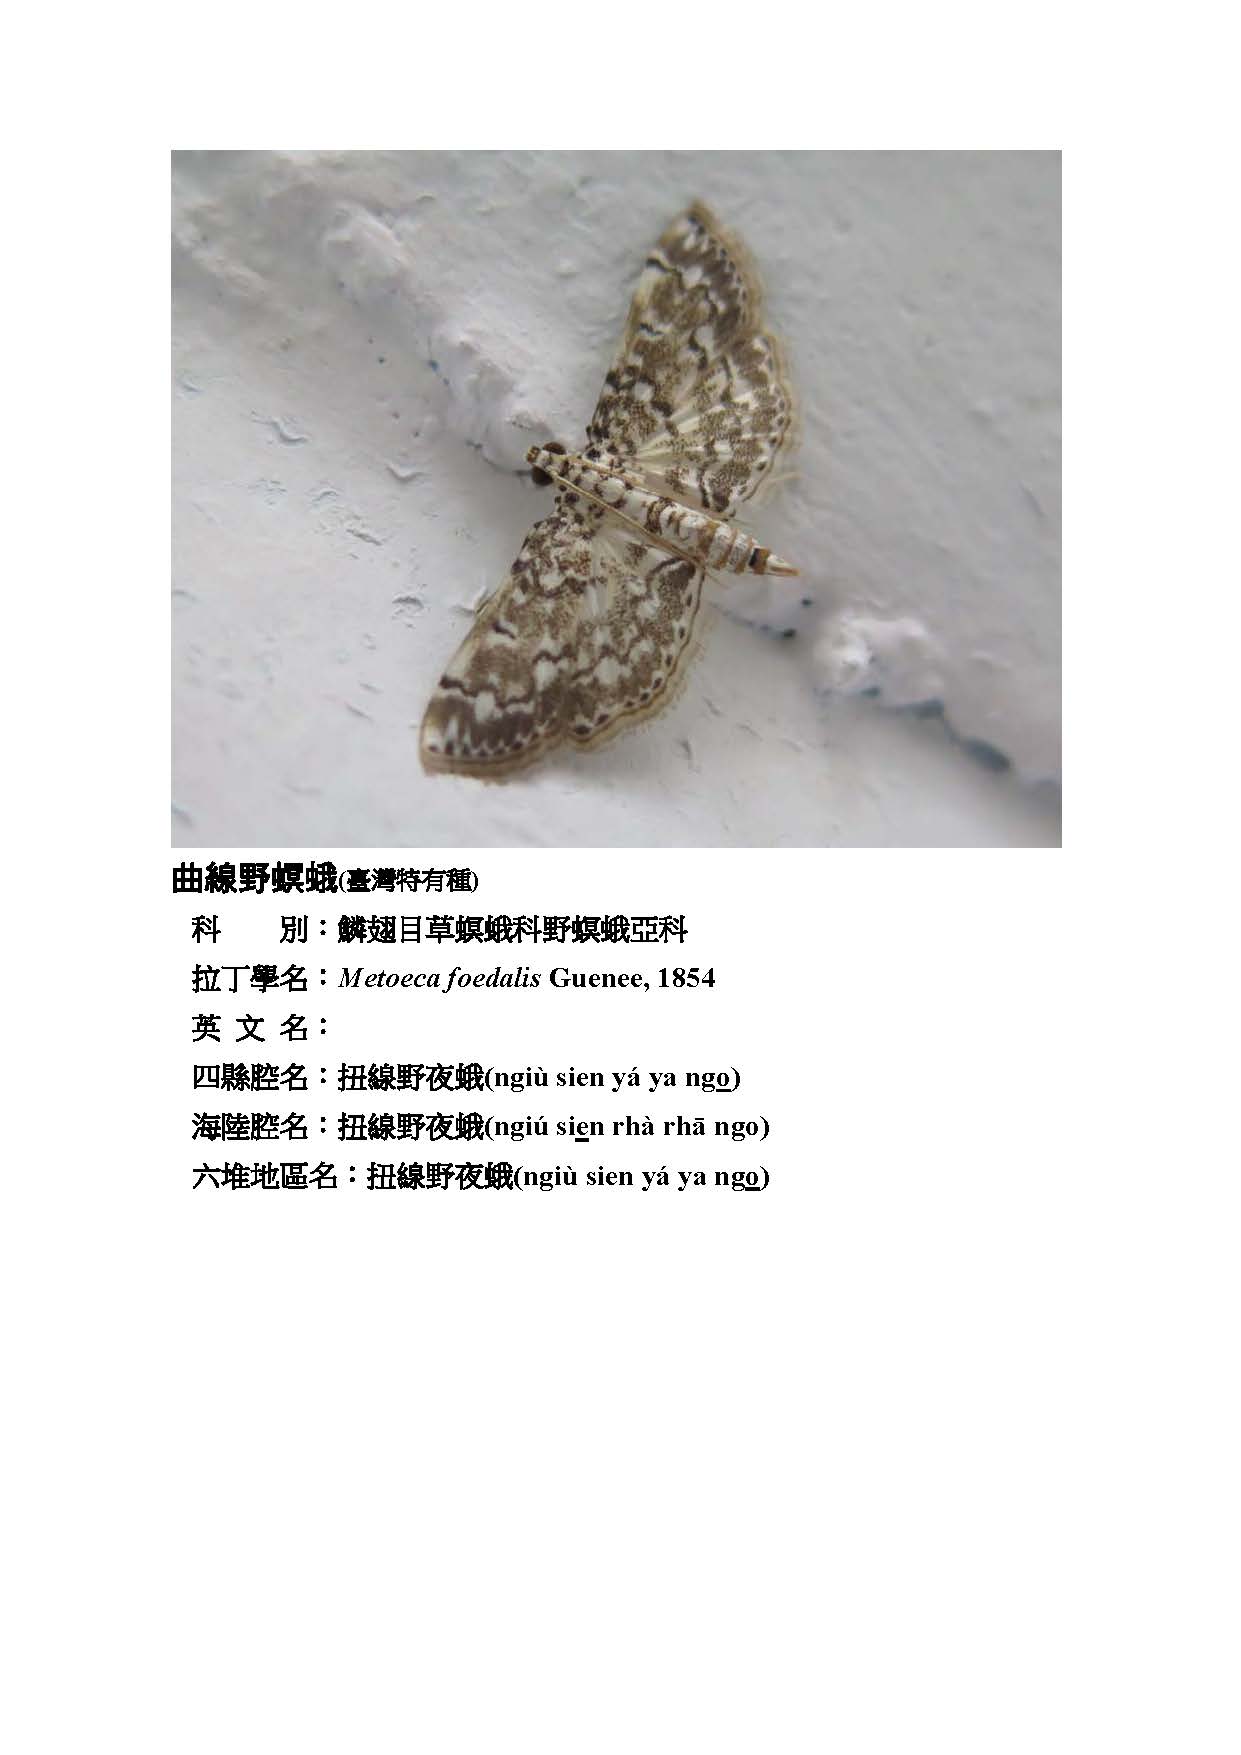 曲線野螟蛾(臺灣特有種)
科　　別：鱗翅目草螟蛾科野螟蛾亞科
拉丁學名：Metoeca foedalis Guenee, 1854
英 文 名：
四縣腔名：扭線野夜蛾(ngiù sien yá ya ngo)
海陸腔名：扭線野夜蛾(ngiú sien rhà rhā ngo)
六堆地區名：扭線野夜蛾(ngiù sien yá ya ngo)